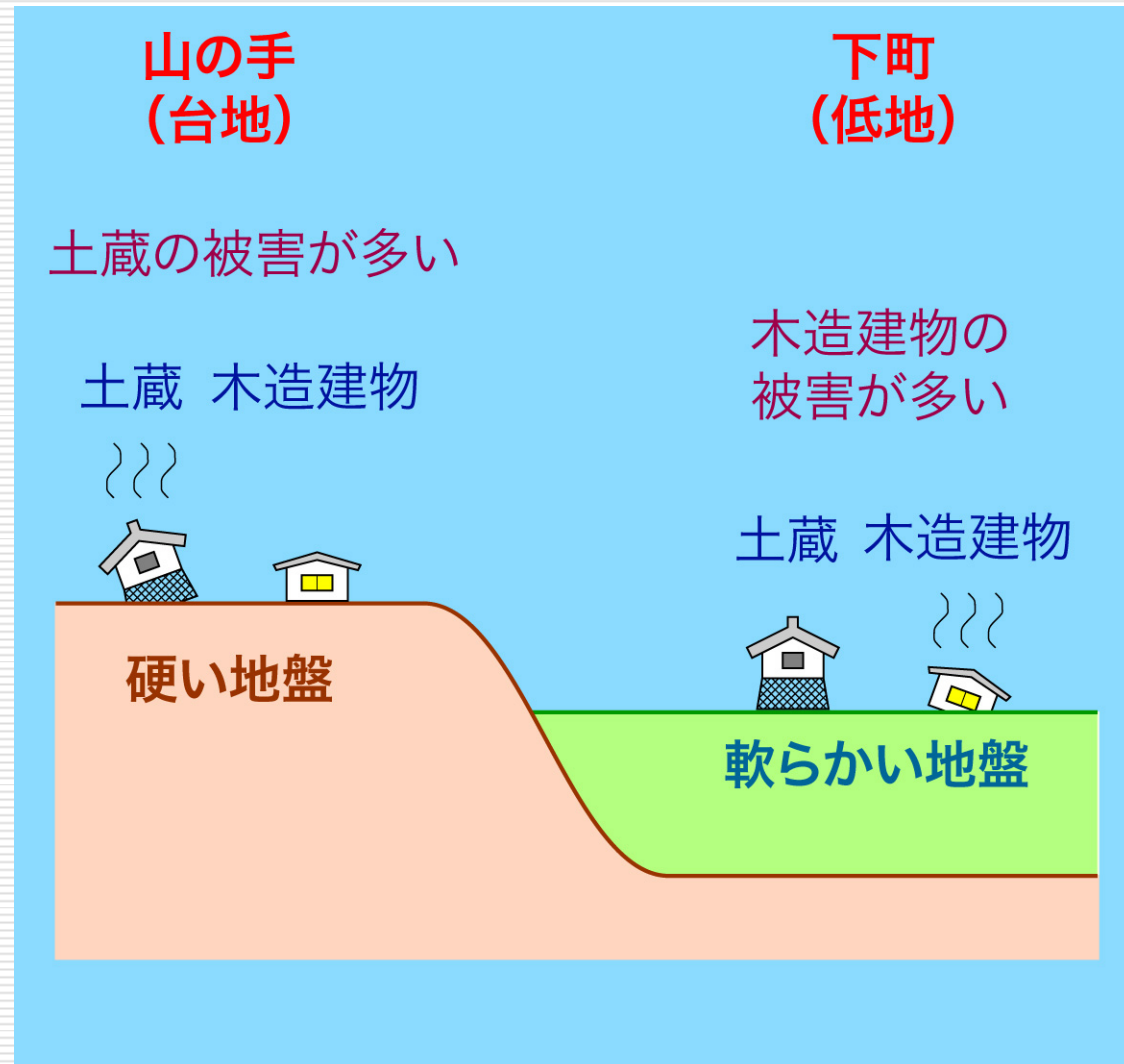 山の手
(台地)
下町
(低地)
土蔵の被害が多い
木造建物の
被害が多い
土蔵 木造建物
土蔵 木造建物
硬い地盤
軟らかい地盤